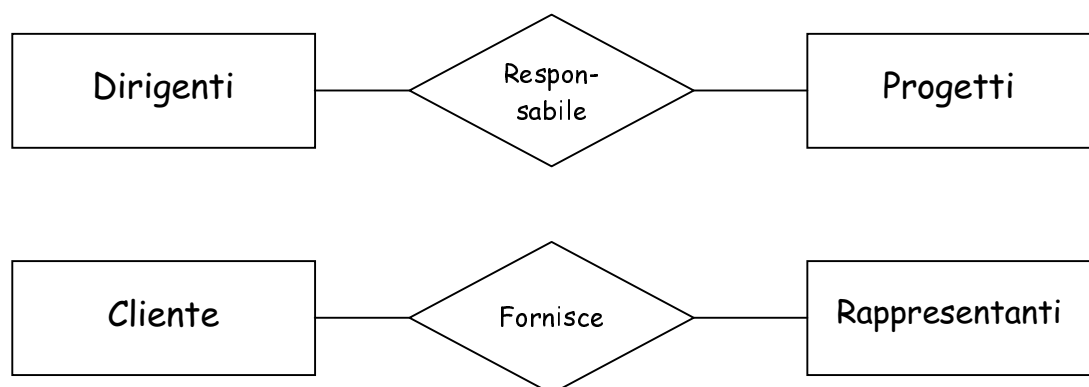 Dirigenti
Respon-
sabile
Progetti
Cliente
Fornisce
Rappresentanti